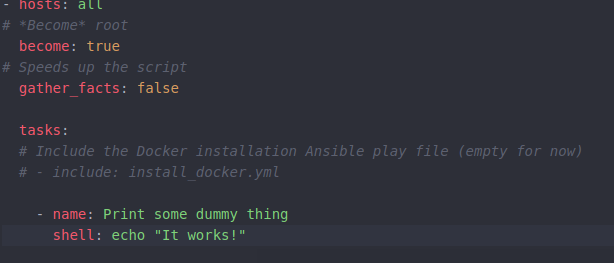 - hosts: all
# *Become* root
  become: true
# Speeds up the script
  gather_facts: false
  tasks:
  # Include the Docker installation Ansible play file (empty for now)
  # - include: install_docker.yml
    - name: Print some dummy thing
      shell: echo "It works!"